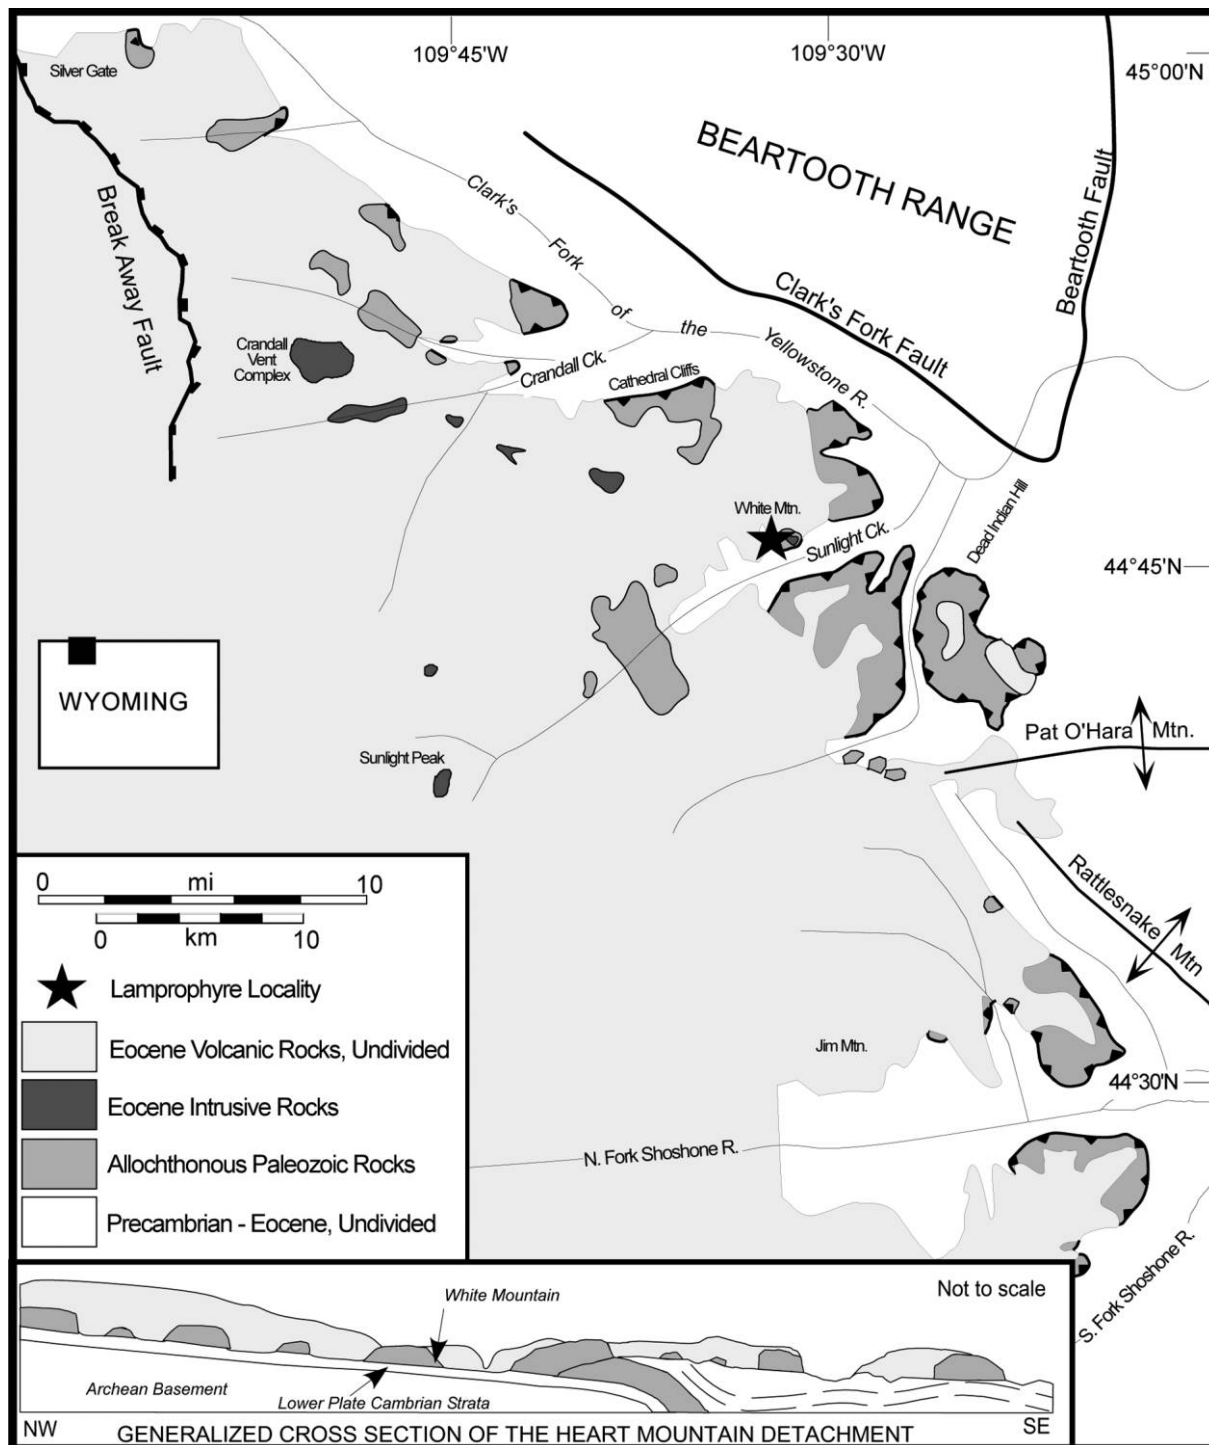 109°45'W
109°30'W
45°00'N
Silver Gate
BEARTOOTH RANGE
Beartooth Fault
Break Away Fault
Clark's Fork of the Yellowstone R.
Clark's Fork Fault
Crandall
Vent
Complex
Crandall Ck.
Cathedral Cliffs
White Mtn.
Sunlight Ck.
Dead Indian Hill
44°45'N
WYOMING
Sunlight Peak
Pat O'Hara Mtn.
Rattlesnake Mtn
Jim Mtn.
44°30'N
N. Fork Shoshone R.
S. Fork Shoshone R.
0 mi 10
0 km 10
Lamprophyre Locality
Eocene Volcanic Rocks, Undivided
Eocene Intrusive Rocks
Allochthonous Paleozoic Rocks
Precambrian - Eocene, Undivided
Not to scale
White Mountain
Archean Basement
Lower Plate Cambrian Strata
NW
SE
GENERALIZED CROSS SECTION OF THE HEART MOUNTAIN DETACHMENT